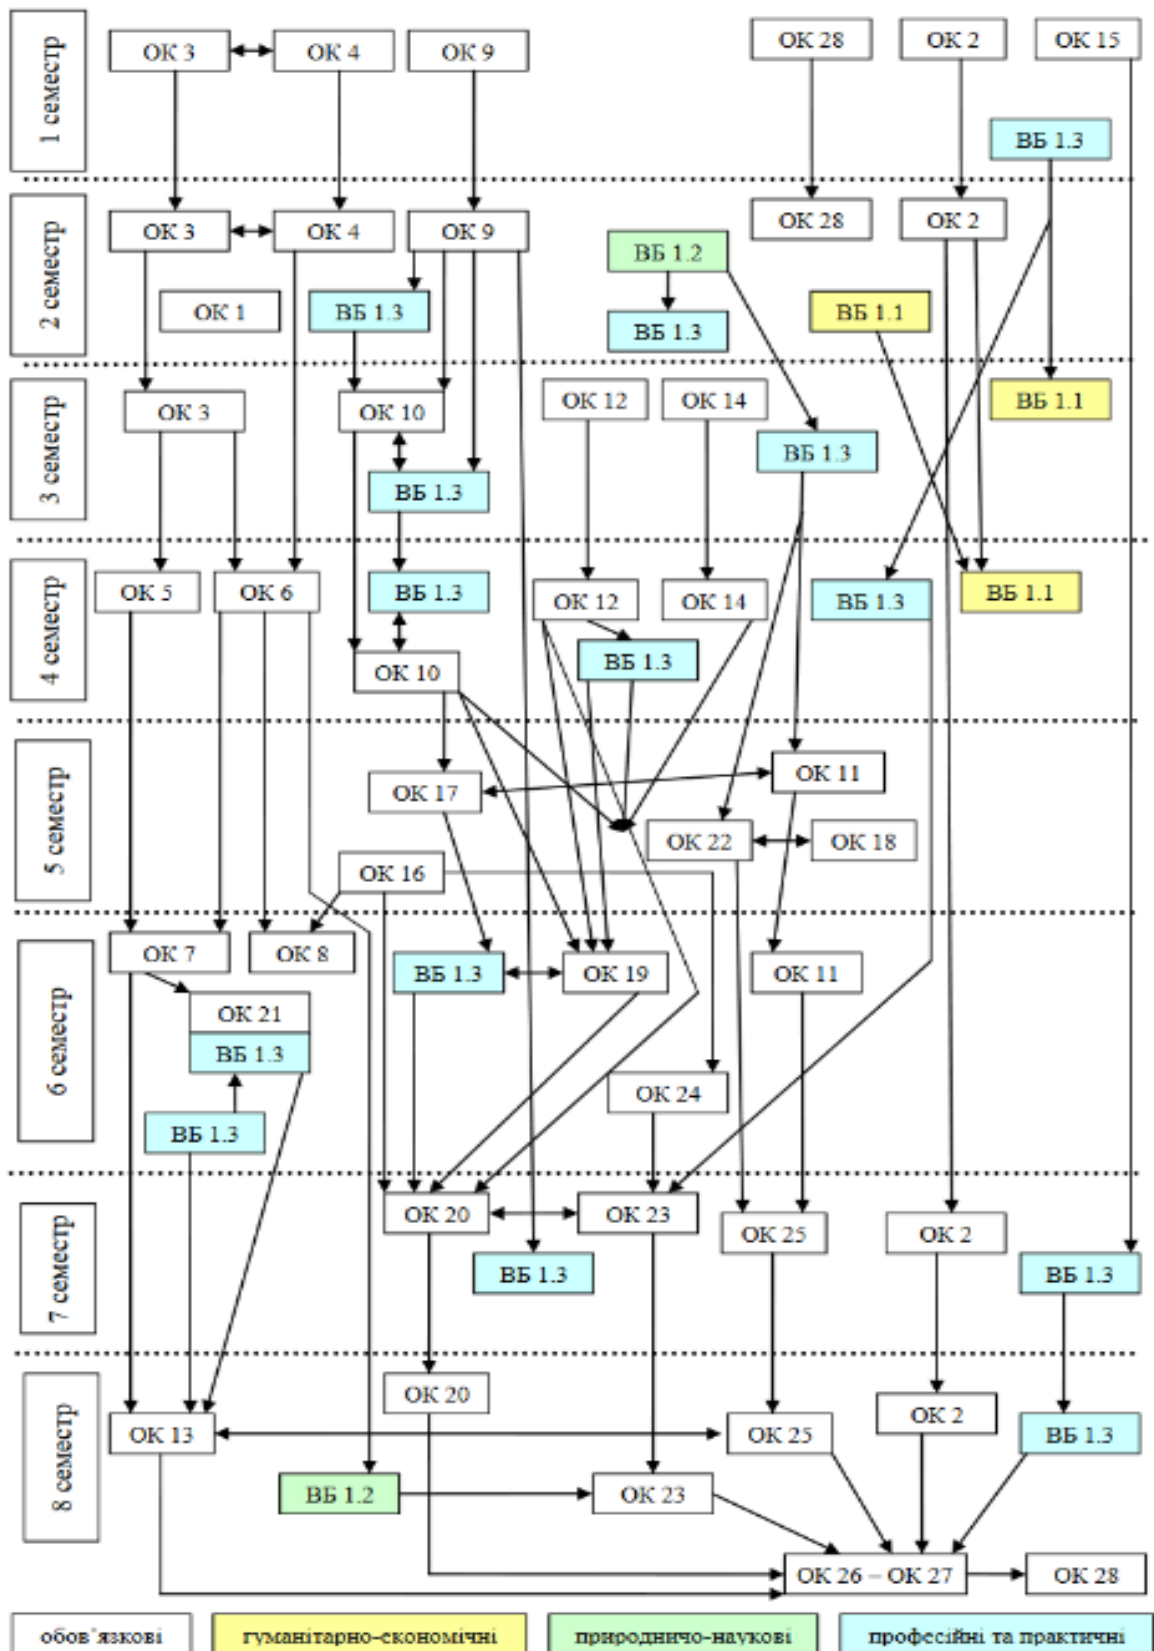 1 семестр
ОК 3
ОК 4
ОК 9
ОК 28
ОК 2
ОК 15
ВБ 1.3
2 семестр
ОК 3
ОК 4
ОК 9
ОК 28
ОК 2
ВБ 1.2
ОК 1
ВБ 1.3
ВБ 1.3
ВБ 1.1
3 семестр
ОК 3
ОК 10
ОК 12
ОК 14
ВБ 1.1
ВБ 1.3
ВБ 1.3
4 семестр
ОК 5
ОК 6
ВБ 1.3
ОК 12
ОК 14
ВБ 1.3
ВБ 1.1
ВБ 1.3
ОК 10
5 семестр
ОК 11
ОК 17
ОК 22
ОК 18
ОК 16
6 семестр
ОК 7
ОК 8
ВБ 1.3
ОК 19
ОК 11
ОК 21
ВБ 1.3
ОК 24
ВБ 1.3
7 семестр
ОК 20
ОК 23
ОК 25
ОК 2
ВБ 1.3
ВБ 1.3
8 семестр
ОК 20
ОК 2
ОК 13
ОК 25
ВБ 1.3
ВБ 1.2
ОК 23
ОК 26 – ОК 27
ОК 28
обов'язкові
гуманітарно-економічні
природничо-наукові
професійні та практичні